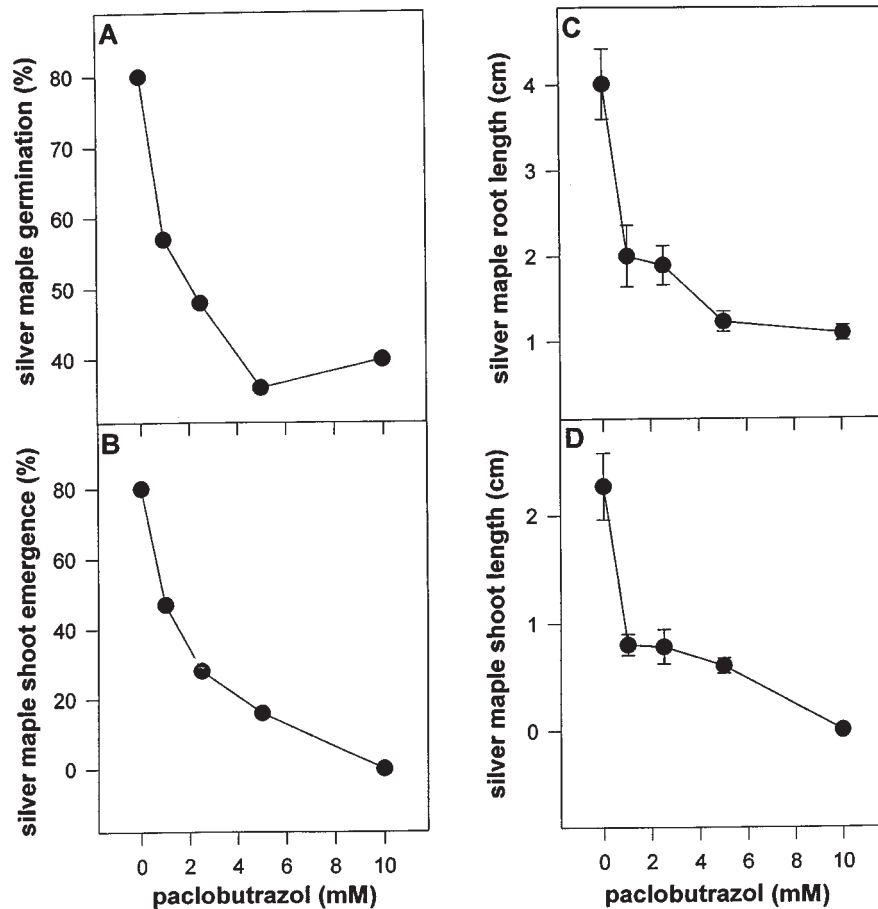 A
silver maple germination (%)
80
70
60
50
40
B
silver maple shoot emergence (%)
80
60
40
20
0
0 2 4 6 8 10
paclobutrazol (mM)
C
silver maple root length (cm)
4
3
2
1
D
silver maple shoot length (cm)
2
1
0
0 2 4 6 8 10
paclobutrazol (mM)